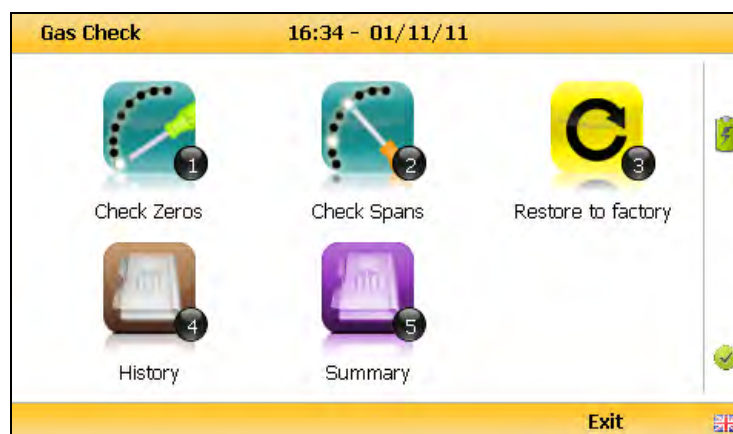 Gas Check 16:34 - 01/11/11
1 2 3
Check Zeros Check Spans Restore to factory
4 5
History Summary
Exit